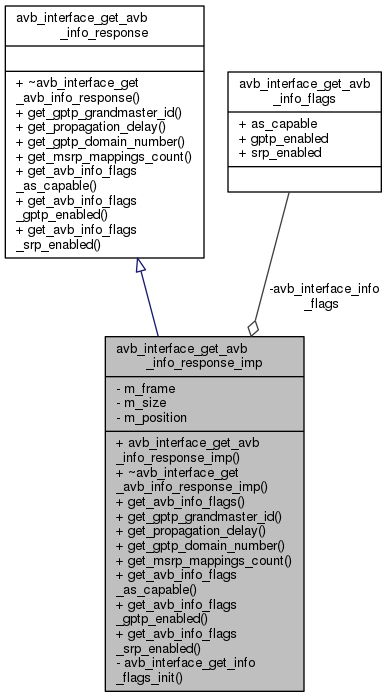 avb_interface_get_avb
_info_response
+ ~avb_interface_get
_avb_info_response()
+ get_gptp_grandmaster_id()
+ get_propagation_delay()
+ get_gptp_domain_number()
+ get_msrp_mappings_count()
+ get_avb_info_flags
_as_capable()
+ get_avb_info_flags
_gptp_enabled()
+ get_avb_info_flags
_srp_enabled()
avb_interface_get_avb
_info_flags
+ as_capable
+ gptp_enabled
+ srp_enabled
-avb_interface_info
_flags
avb_interface_get_avb
_info_response_imp
- m_frame
- m_size
- m_position
+ avb_interface_get_avb
_info_response_imp()
+ ~avb_interface_get
_avb_info_response_imp()
+ get_avb_info_flags()
+ get_gptp_grandmaster_id()
+ get_propagation_delay()
+ get_gptp_domain_number()
+ get_msrp_mappings_count()
+ get_avb_info_flags
_as_capable()
+ get_avb_info_flags
_gptp_enabled()
+ get_avb_info_flags
_srp_enabled()
- avb_interface_get_info
_flags_init()